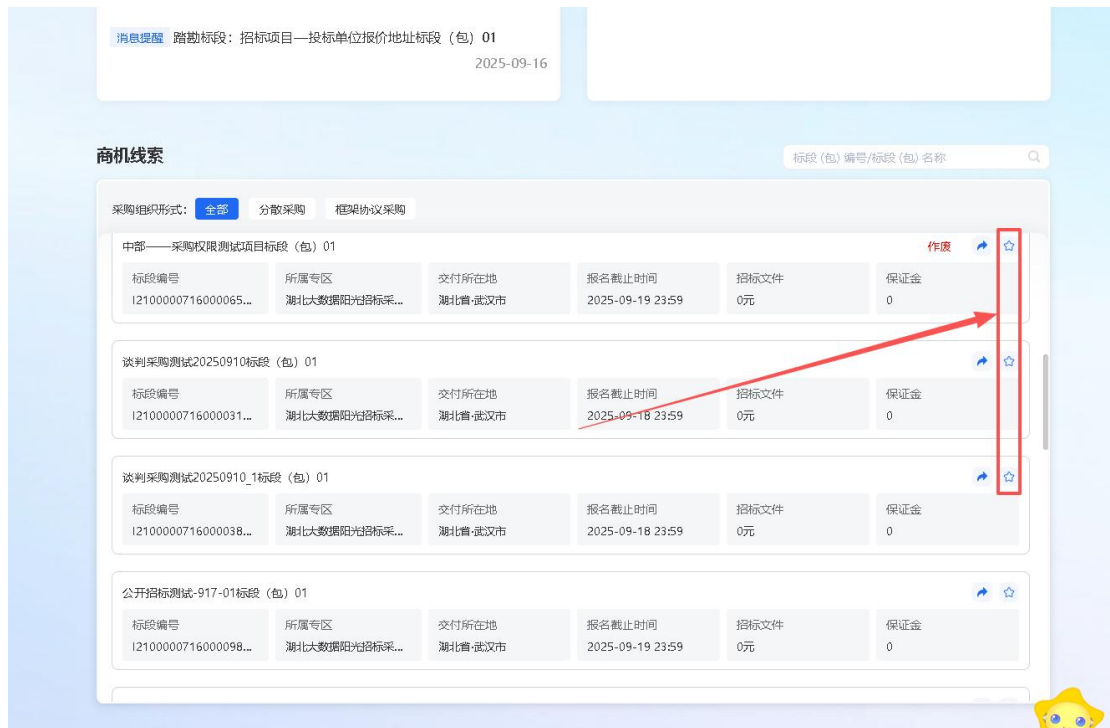 消息提醒 踏勘标段：招标项目—投标单位报价地址标段（包）01
2025-09-16
商机线索
标段(包)编号/标段(包)名称
采购组织形式： 全部 分散采购 框架协议采购
中部——采购权限测试项目标段（包）01 作废
标段编号 所属专区 交付所在地 报名截止时间 招标文件 保证金
I2100000716000065... 湖北大数据阳光招标采... 湖北省·武汉市 2025-09-19 23:59 0元 0
谈判采购测试20250910标段（包）01
标段编号 所属专区 交付所在地 报名截止时间 招标文件 保证金
I2100000716000031... 湖北大数据阳光招标采... 湖北省·武汉市 2025-09-18 23:59 0元 0
谈判采购测试20250910_1标段（包）01
标段编号 所属专区 交付所在地 报名截止时间 招标文件 保证金
I2100000716000038... 湖北大数据阳光招标采... 湖北省·武汉市 2025-09-18 23:59 0元 0
公开招标测试-917-01标段（包）01
标段编号 所属专区 交付所在地 报名截止时间 招标文件 保证金
I2100000716000098... 湖北大数据阳光招标采... 湖北省·武汉市 2025-09-19 23:59 0元 0